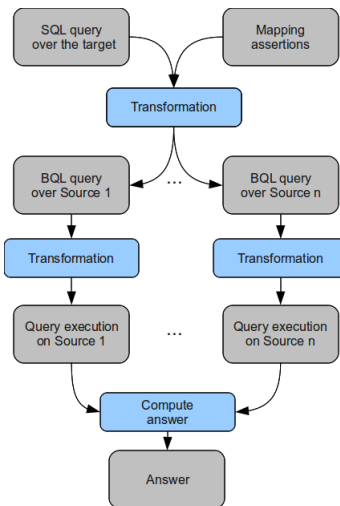 SQL query
over the target
Mapping
assertions
Transformation
BQL query
over Source 1
...
BQL query
over Source n
Transformation
Transformation
Query execution
on Source 1
...
Query execution
on Source n
Compute
answer
Answer